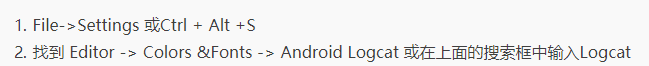 1. File->Settings 或Ctrl + Alt +S
2. 找到 Editor -> Colors &Fonts -> Android Logcat 或在上面的搜索框中输入Logcat